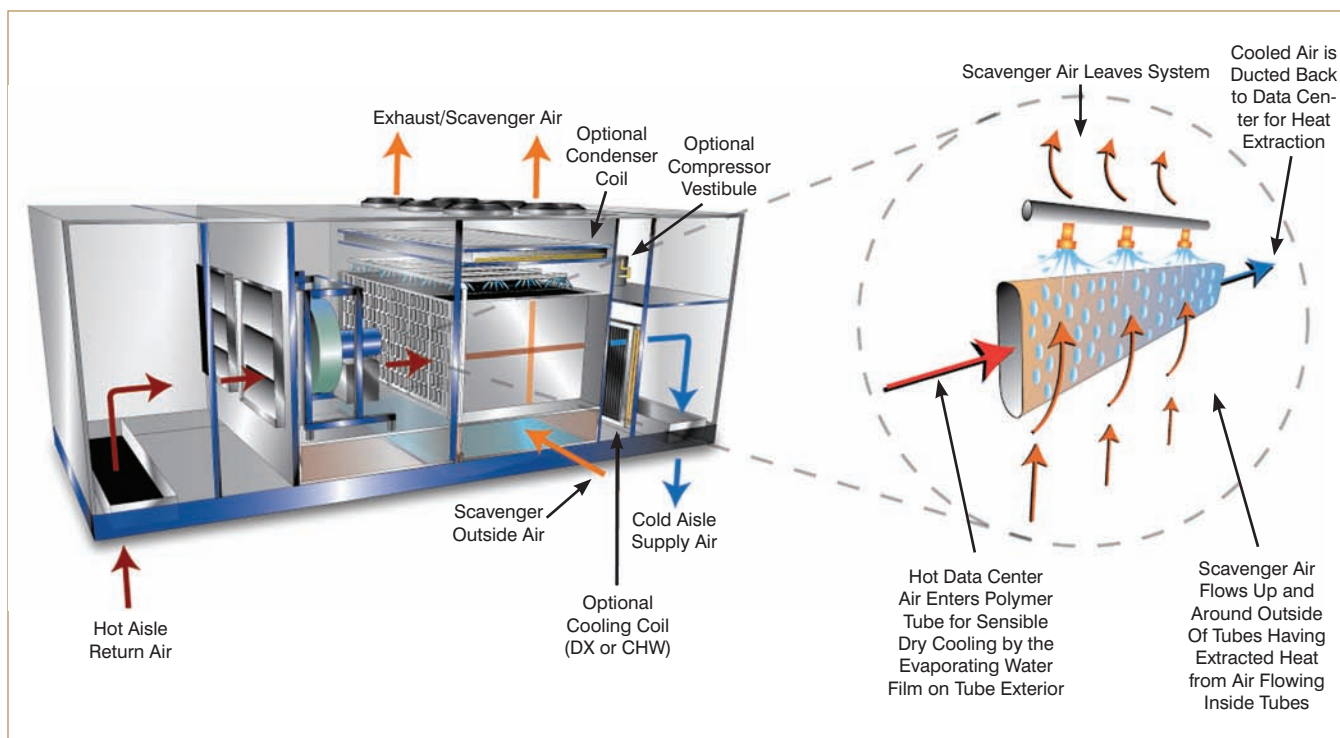 Exhaust/Scavenger Air
Optional
Condenser
Coil
Optional
Compressor
Vestibule
Scavenger Air Leaves System
Cooled Air is
Ducted Back
to Data Cen-
ter for Heat
Extraction
Hot Aisle
Return Air
Scavenger
Outside Air
Optional
Cooling Coil
(DX or CHW)
Cold Aisle
Supply Air
Hot Data Center
Air Enters Polymer
Tube for Sensible
Dry Cooling by the
Evaporating Water
Film on Tube Exterior
Scavenger Air
Flows Up and
Around Outside
Of Tubes Having
Extracted Heat
from Air Flowing
Inside Tubes